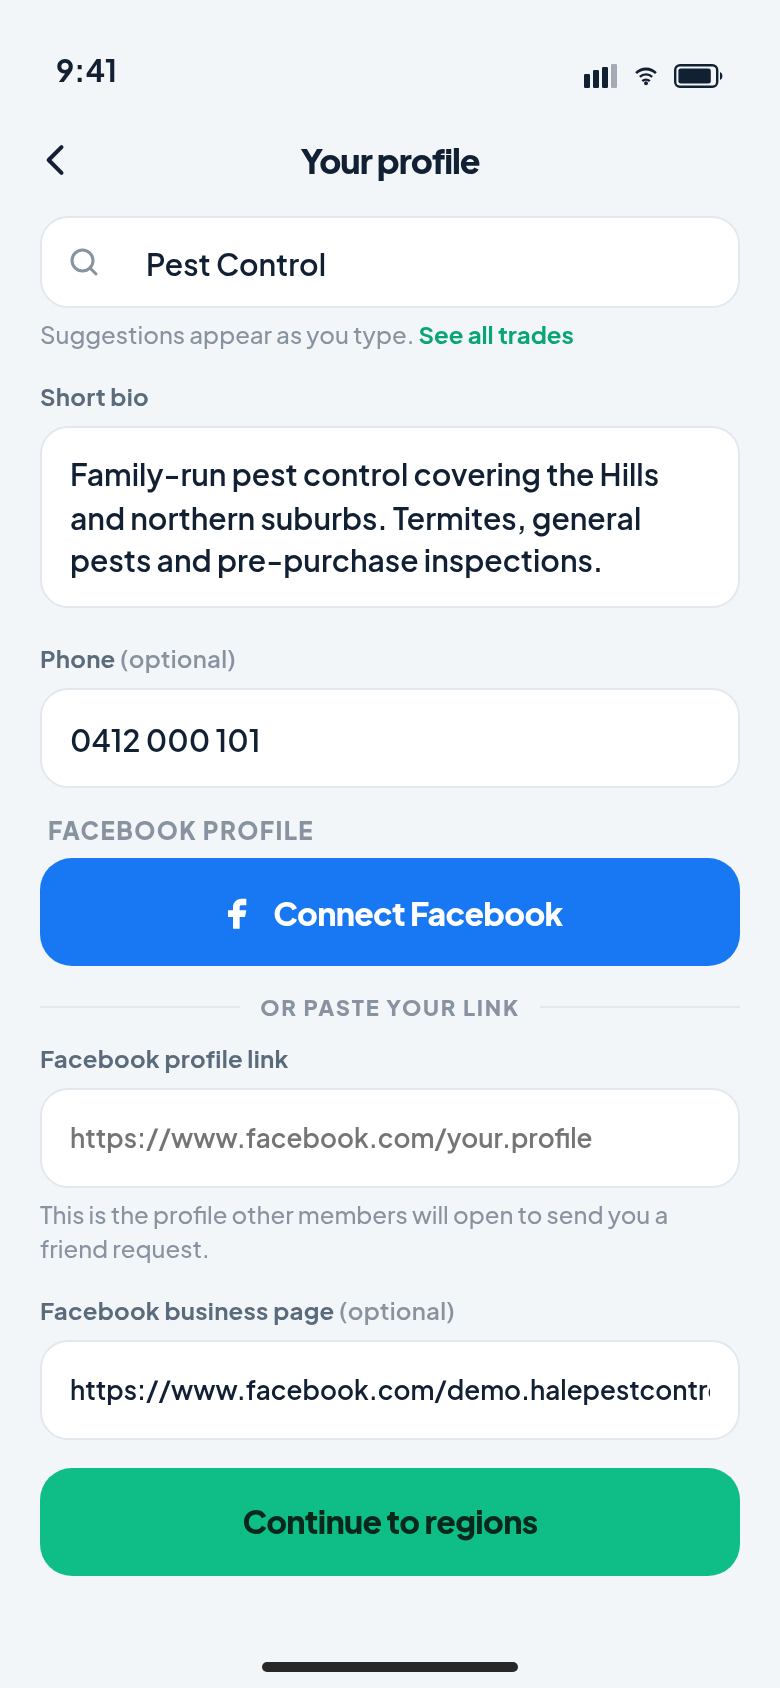 9:41
Your profile
Pest Control
Suggestions appear as you type. See all trades
Short bio
Family-run pest control covering the Hills
and northern suburbs. Termites, general
pests and pre-purchase inspections.
Phone (optional)
0412 000 101
FACEBOOK PROFILE
Connect Facebook
OR PASTE YOUR LINK
Facebook profile link
https://www.facebook.com/your.profile
This is the profile other members will open to send you a
friend request.
Facebook business page (optional)
https://www.facebook.com/demo.halepestcontr
Continue to regions